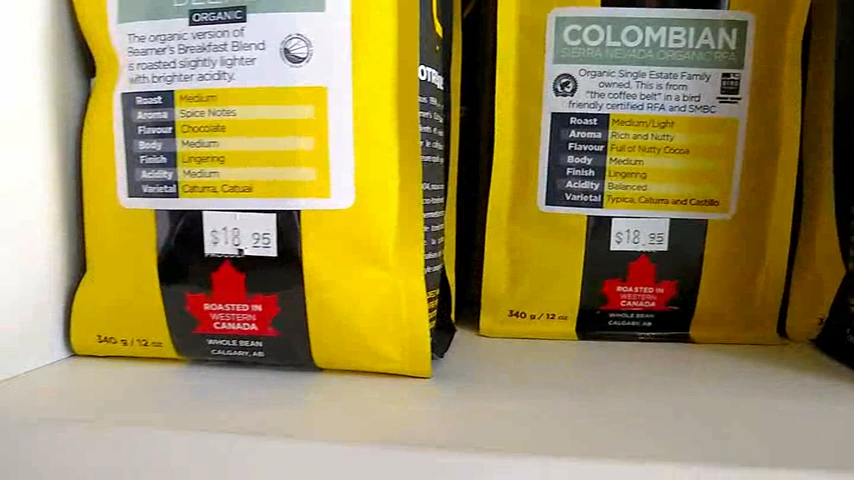 ORGANIC
The organic version of
Beamer's Breakfast Blend
is roasted slightly lighter
with brighter acidity.
Roast Medium
Aroma Spice Notes
Flavour Chocolate
Body Medium
Finish Lingering
Acidity Medium
Varietal Caturra, Catuai
$18.95
ROASTED IN
WESTERN
CANADA
WHOLE BEAN
CALGARY, AB
340 g / 12 oz
COLOMBIAN
SIERRA NEVADA ORGANIC RFA
Organic Single Estate Family
owned. This is from
"the coffee belt" in a bird
friendly certified RFA and SMBC
Roast Medium/Light
Aroma Rich and Nutty
Flavour Full of Nutty Cocoa
Body Medium
Finish Lingering
Acidity Balanced
Varietal Typica, Caturra and Castillo
$18.95
ROASTED IN
WESTERN
CANADA
WHOLE BEAN
CALGARY, AB
340 g / 12 oz